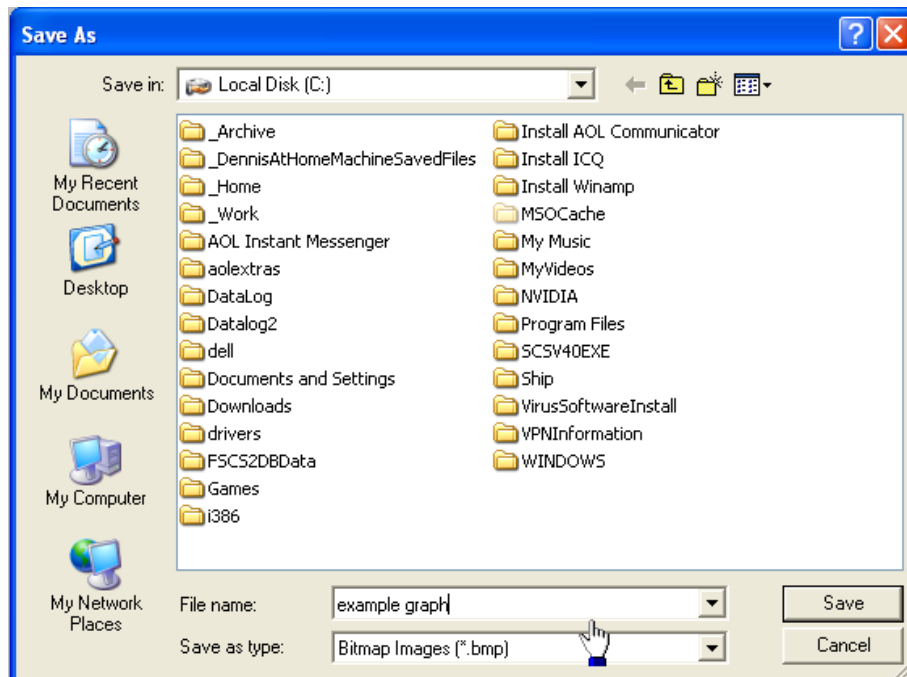 Save As
Save in: Local Disk (C:)
My Recent
Documents
Desktop
My Documents
My Computer
My Network
Places
_Archive
_DennisAtHomeMachineSavedFiles
_Home
_Work
AOL Instant Messenger
aolextras
DataLog
Datalog2
dell
Documents and Settings
Downloads
drivers
FSCS2DBData
Games
i386
Install AOL Communicator
Install ICQ
Install Winamp
MSOCache
My Music
MyVideos
NVIDIA
Program Files
SCSV40EXE
Ship
VirusSoftwareInstall
VPNInformation
WINDOWS
File name: example graph
Save
Save as type: Bitmap Images (*.bmp)
Cancel